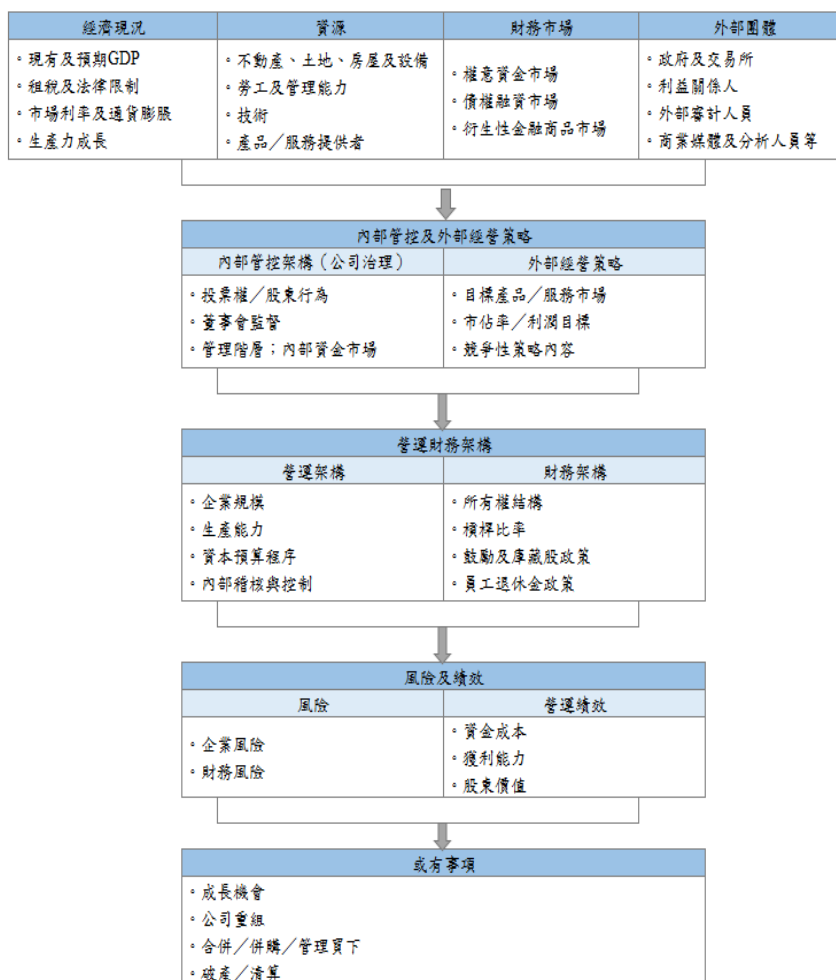 經濟現況
• 現有及預期GDP
• 租稅及法律限制
• 市場利率及通貨膨脹
• 生產力成長
資源
• 不動產、土地、房屋及設備
• 勞工及管理能力
• 技術
• 產品／服務提供者
財務市場
• 權意資金市場
• 債權融資市場
• 衍生性金融商品市場
外部團體
• 政府及交易所
• 利益關係人
• 外部審計人員
• 商業媒體及分析人員等
內部管控及外部經營策略
內部管控架構（公司治理）
• 投票權／股東行為
• 董事會監督
• 管理階層；內部資金市場
外部經營策略
• 目標產品／服務市場
• 市佔率／利潤目標
• 競爭性策略內容
營運財務架構
營運架構
• 企業規模
• 生產能力
• 資本預算程序
• 內部稽核與控制
財務架構
• 所有權結構
• 槓桿比率
• 鼓勵及庫藏股政策
• 員工退休金政策
風險及績效
風險
• 企業風險
• 財務風險
營運績效
• 資金成本
• 獲利能力
• 股東價值
或有事項
• 成長機會
• 公司重組
• 合併／併購／管理買下
• 破產／清算